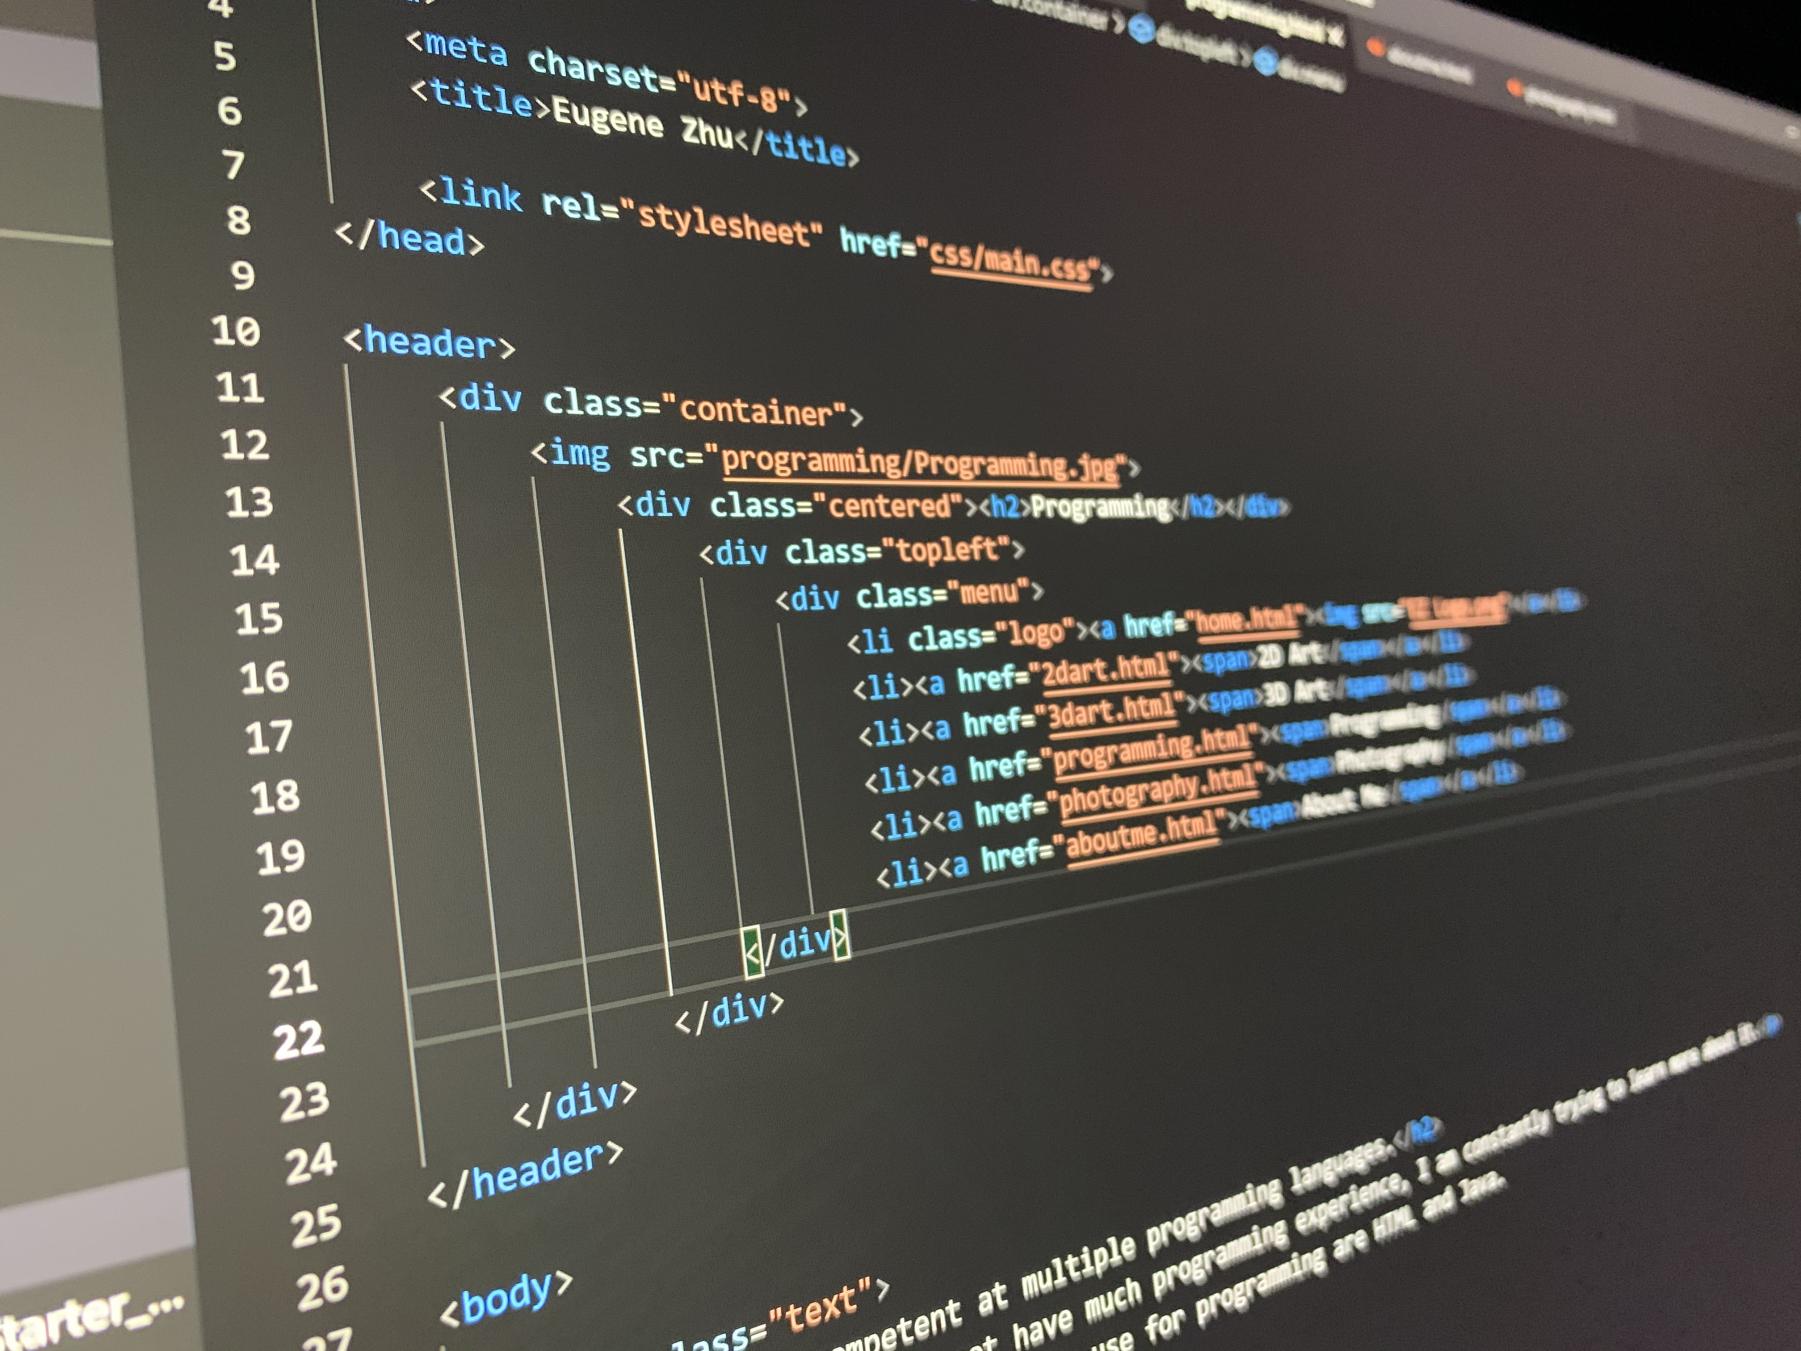 div.container > div.topleft > div.menu
programming.html ×
4
5 <meta charset="utf-8">
6 <title>Eugene Zhu</title>
7
8 <link rel="stylesheet" href="css/main.css">
9 </head>
10
11 <header>
12 <div class="container">
13 <img src="programming/Programming.jpg">
14 <div class="centered"><h2>Programming</h2></div>
15 <div class="topleft">
16 <div class="menu">
17 <li class="logo"><a href="home.html"><img src="EZ Logo.png"</a></li>
18 <li><a href="2dart.html"><span>2D Art</span></a></li>
19 <li><a href="3dart.html"><span>3D Art</span></a></li>
20 <li><a href="programming.html"><span>Programming</span></a></li>
21 <li><a href="photography.html"><span>Photography</span></a></li>
22 <li><a href="aboutme.html"><span>About Me</span></a></li>
23 </div>
24 </div>
25 </div>
26 </header>
27
<body>
"text">
at multiple programming languages.</h2>
have much programming experience, I am constantly trying to learn more about it.
use for programming are HTML and Java.